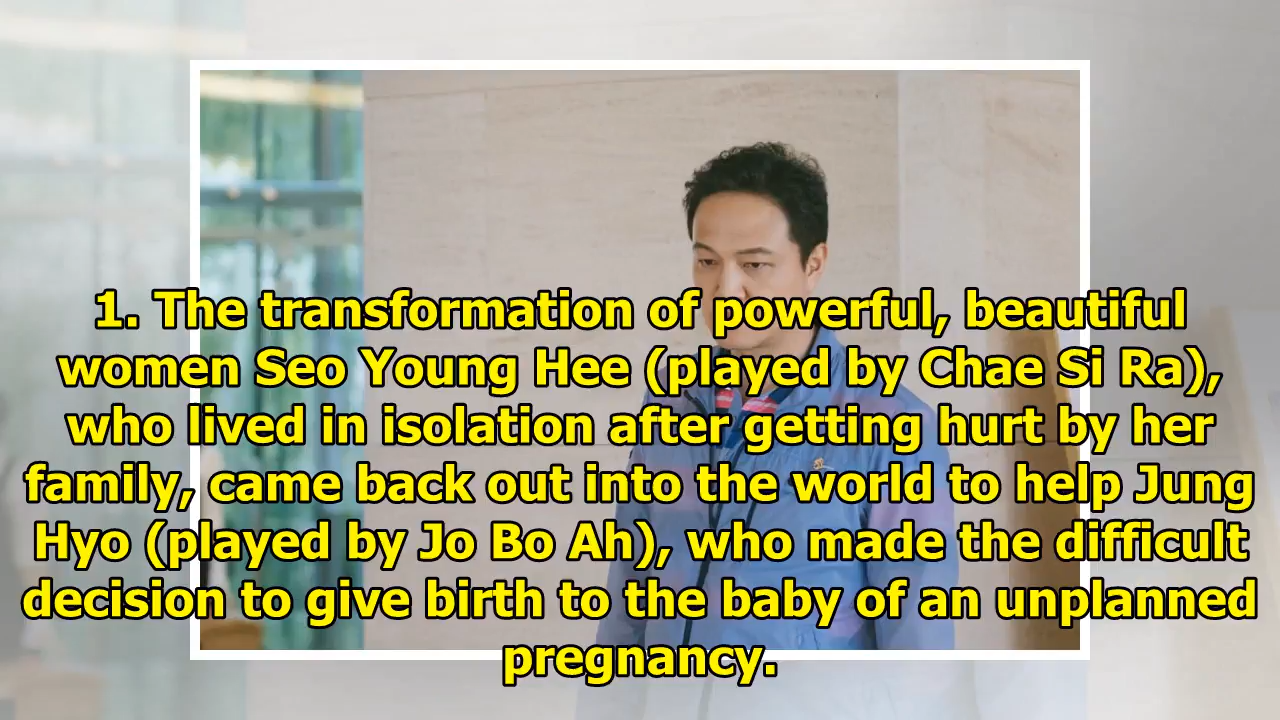 1. The transformation of powerful, beautiful
women Seo Young Hee (played by Chae Si Ra),
who lived in isolation after getting hurt by her
family, came back out into the world to help Jung
Hyo (played by Jo Bo Ah), who made the difficult
decision to give birth to the baby of an unplanned
pregnancy.